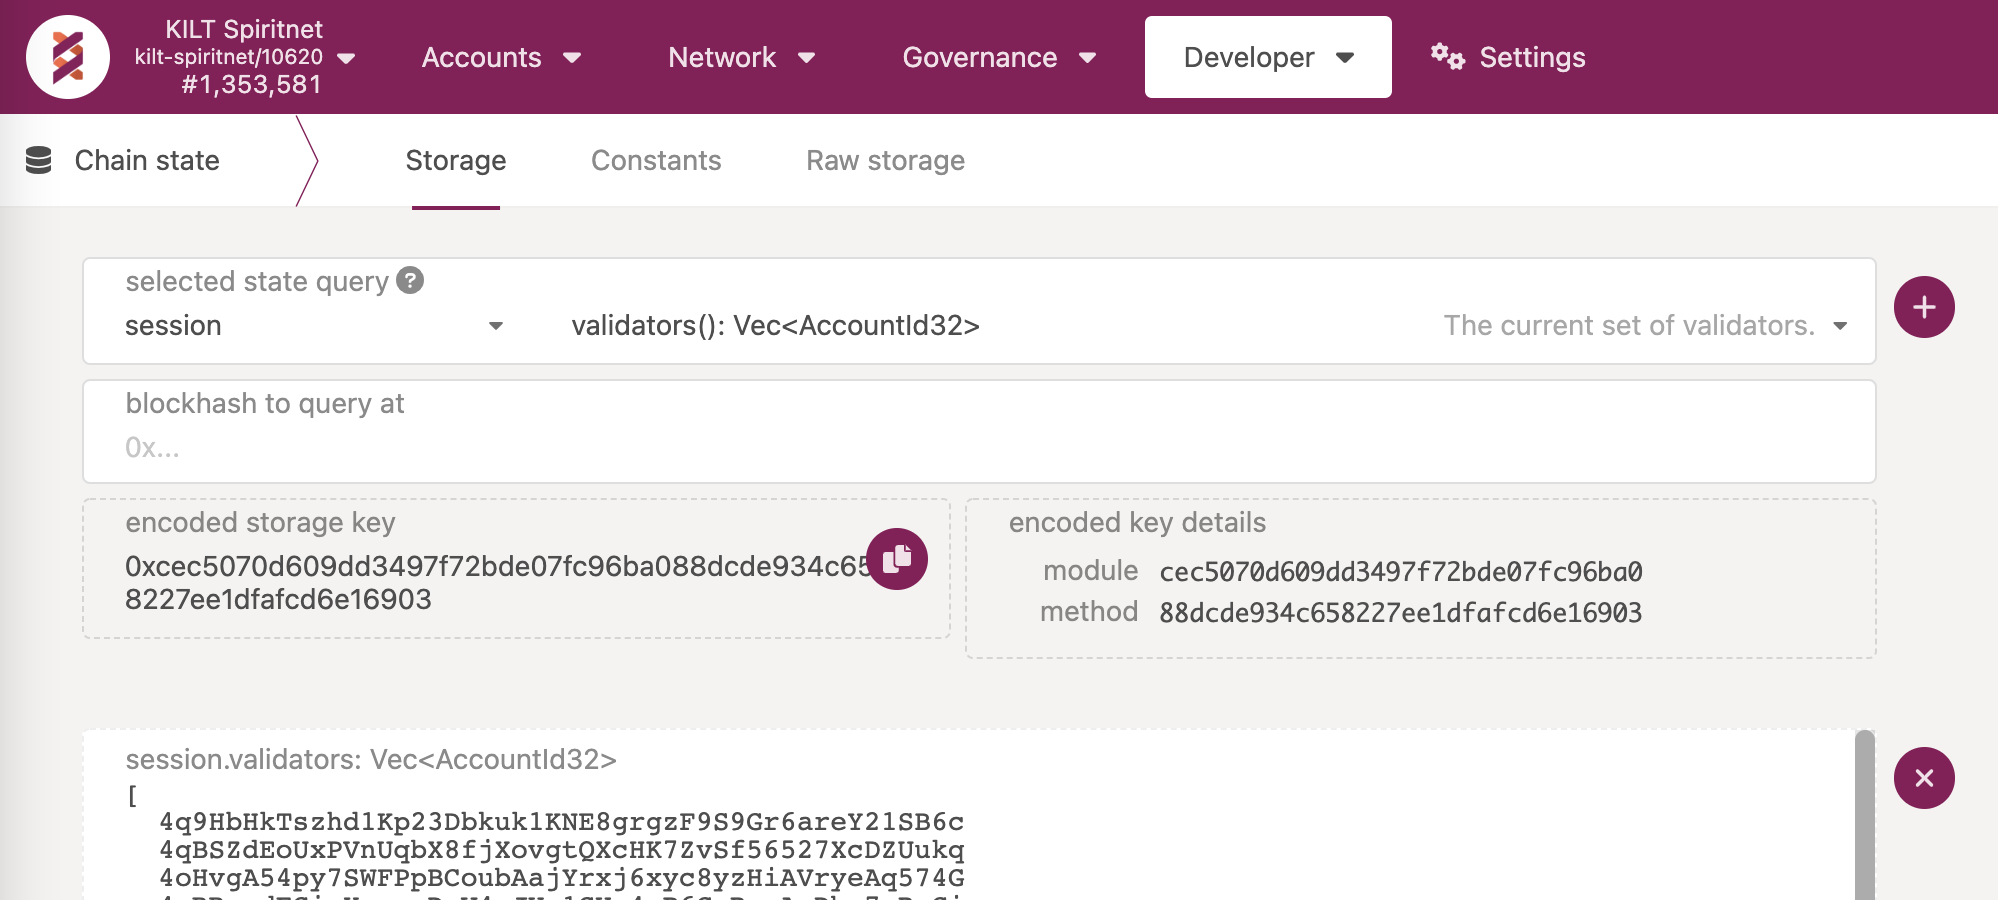 KILT Spiritnet
kilt-spiritnet/10620
#1,353,581
Accounts
Network
Governance
Developer
Settings
Chain state
Storage
Constants
Raw storage
selected state query ?
session
validators(): Vec<AccountId32>
The current set of validators.
blockhash to query at
0x...
encoded storage key
0xcec5070d609dd3497f72bde07fc96ba088dcde934c65
8227ee1dfafcd6e16903
encoded key details
module cec5070d609dd3497f72bde07fc96ba0
method 88dcde934c658227ee1dfafcd6e16903
session.validators: Vec<AccountId32>
[
4q9HbHkTszhd1Kp23Dbkuk1KNE8grgzF9S9Gr6areY21SB6c
4qBSZdEoUxPVnUqbX8fjXovgtQXcHK7ZvSf56527XcDZUukq
4oHvgA54py7SWFPpBCoubAajYrxj6xyc8yzHiAVryeAq574G